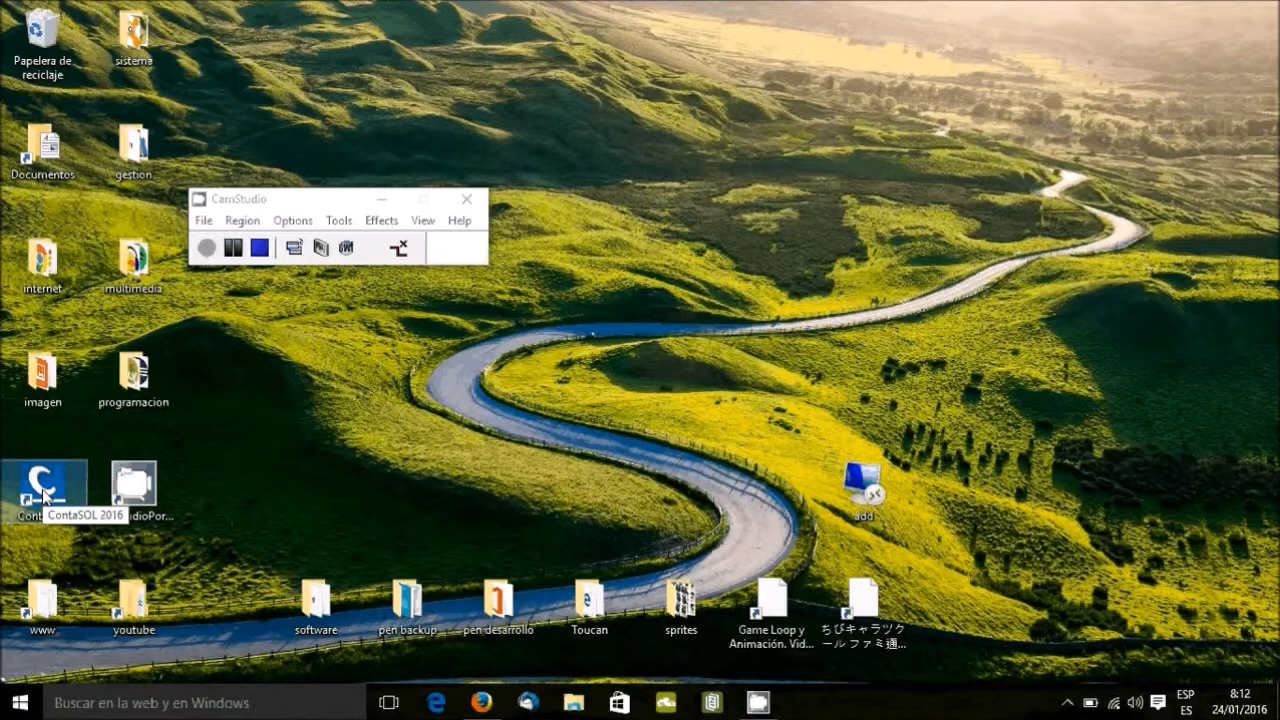 Papelera de
reciclaje
sistema
Documentos
gestion
CamStudio
File Region Options Tools Effects View Help
internet
multimedia
imagen
programacion
add
Cont
ContaSOL 2016
dioPor...
www
youtube
software
pen backup
pen desarrollo
Toucan
sprites
Game Loop y
Animación. Vid...
ちびキャラツク
ール ファミ通...
Buscar en la web y en Windows
ESP
ES
8:12
24/01/2016